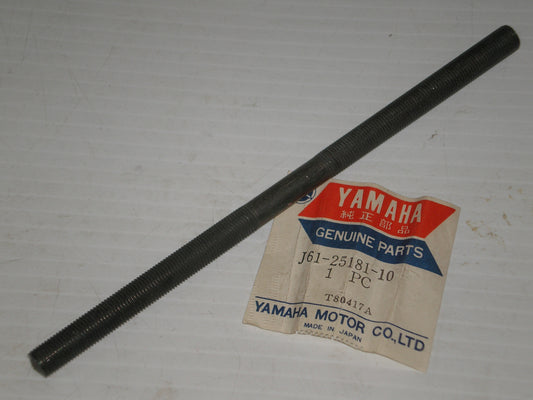 YAMAHA
純正部品
GENUINE PARTS
J61-25181-10
1 PC
T80417A
YAMAHA MOTOR CO., LTD
MADE IN JAPAN